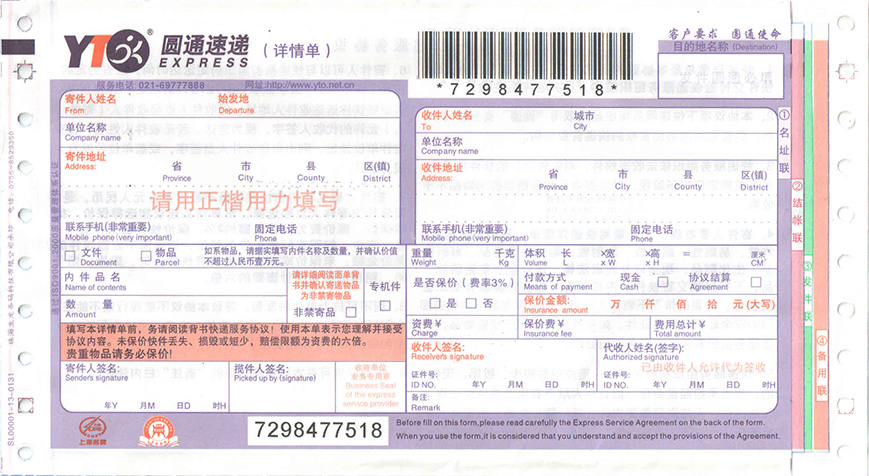 YTO® 圆通速递 (详情单)
EXPRESS
服务电话: 021-69777888 网址:http://www.yto.net.cn
*7298477518*
客户要求 圆通使命
目的地名称 (Destination)
寄件人姓名 始发地
From Departure
单位名称
Company name
寄件地址 省 市 县 区(镇)
Address: Province City County District
请用正楷用力填写
联系手机(非常重要) 固定电话
Mobile phone(very important) Phone
收件人姓名 城市
To City
单位名称
Company name
收件地址 省 市 县 区(镇)
Address: Province City County District
联系手机(非常重要) 固定电话
Mobile phone(very important) Phone
①名址联
②结帐联
③发件联
④备用联
文件 物品 如系物品，请据实填写内件名称及数量，并确认价值
Document Parcel 不超过人民币壹万元。
内件品名
Name of contents
数量
Amount
请详细阅读面单背
书并确认寄递物品
为非禁寄物品
非禁寄品
专机件
重量 千克 体积 长 ×宽 ×高 = 厘米³
Weight Kg Volume L x W x H CM³
是否保价 (费率3%)
是 否
付款方式 现金 协议结算
Means of payment Cash Agreement
保价金额: 万 仟 佰 拾 元 (大写)
Insurance amount
资费¥ 保价费¥ 费用总计¥
Charge Insurance fee Total amount
填写本详情单前，务请阅读背书快递服务协议！使用本单表示您理解并接受
协议内容。未保价快件丢失、损毁或短少，赔偿限额为资费的六倍。
贵重物品请务必保价!
寄件人签名: 揽件人签名:
Sender's signature Picked up by (signature)
年Y 月M 日D 时H
收寄单位
业务专用章
Business Seal
of the express
service provider
收件人签名:
Receiver's signature
证件号:
ID NO. 年Y 月M 日D 时H
代收人姓名(签字):
Authorized signature
已由收件人允许代为签收
证件号:
ID NO. 年Y 月M 日D 时H
备注:
Remark
7298477518
Before fill on this form,please read carefully the Express Service Agreement on the back of the form.
When you use the form,it is considered that you understand and accept the provisions of the Agreement.
SL0001-13-0131